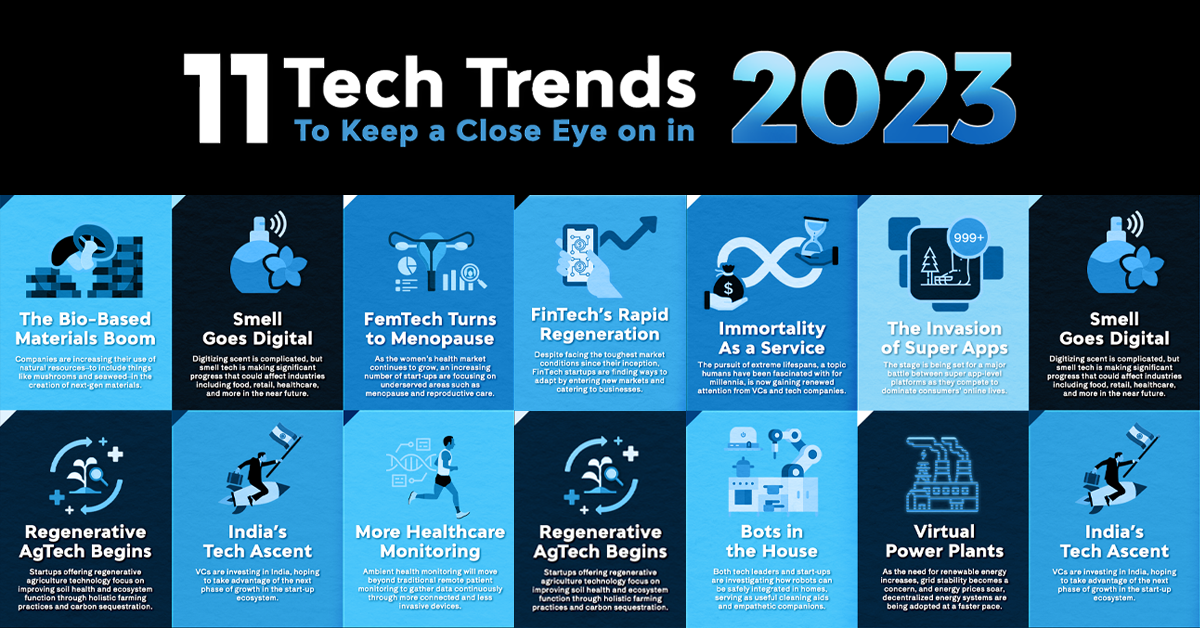 11 Tech Trends
To Keep a Close Eye on in
2023
The Bio-Based
Materials Boom
Companies are increasing their use of
natural resources–to include things
like mushrooms and seaweed–in the
creation of next-gen materials.
Smell
Goes Digital
Digitizing scent is complicated, but
smell tech is making significant
progress that could affect industries
including food, retail, healthcare,
and more in the near future.
FemTech Turns
to Menopause
As the women's health market
continues to grow, an increasing
number of start-ups are focusing on
underserved areas such as
menopause and reproductive care.
FinTech's Rapid
Regeneration
Despite facing the toughest market
conditions since their inception,
FinTech startups are finding ways to
adapt by entering new markets and
catering to businesses.
$
Immortality
As a Service
The pursuit of extreme lifespans, a topic
humans have been fascinated with for
millennia, is now gaining renewed
attention from VCs and tech companies.
999+
The Invasion
of Super Apps
The stage is being set for a major
battle between super app-level
platforms as they compete to
dominate consumers' online lives.
Smell
Goes Digital
Digitizing scent is complicated, but
smell tech is making significant
progress that could affect industries
including food, retail, healthcare,
and more in the near future.
Regenerative
AgTech Begins
Startups offering regenerative
agriculture technology focus on
improving soil health and ecosystem
function through holistic farming
practices and carbon sequestration.
India's
Tech Ascent
VCs are investing in India, hoping
to take advantage of the next
phase of growth in the start-up
ecosystem.
More Healthcare
Monitoring
Ambient health monitoring will move
beyond traditional remote patient
monitoring to gather data continuously
through more connected and less
invasive devices.
Regenerative
AgTech Begins
Startups offering regenerative
agriculture technology focus on
improving soil health and ecosystem
function through holistic farming
practices and carbon sequestration.
Bots in
the House
Both tech leaders and start-ups
are investigating how robots can
be safely integrated in homes,
serving as useful cleaning aids
and empathetic companions.
Virtual
Power Plants
As the need for renewable energy
increases, grid stability becomes a
concern, and energy prices soar,
decentralized energy systems are
being adopted at a faster pace.
India's
Tech Ascent
VCs are investing in India, hoping
to take advantage of the next
phase of growth in the start-up
ecosystem.